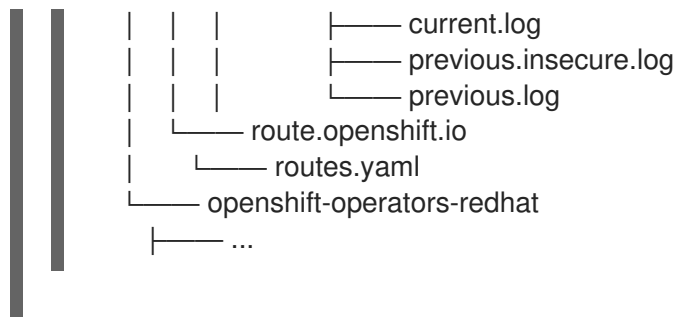 │ │ │ ├── current.log
│ │ │ ├── previous.insecure.log
│ │ │ └── previous.log
│ └── route.openshift.io
│ └── routes.yaml
└── openshift-operators-redhat
├── ...